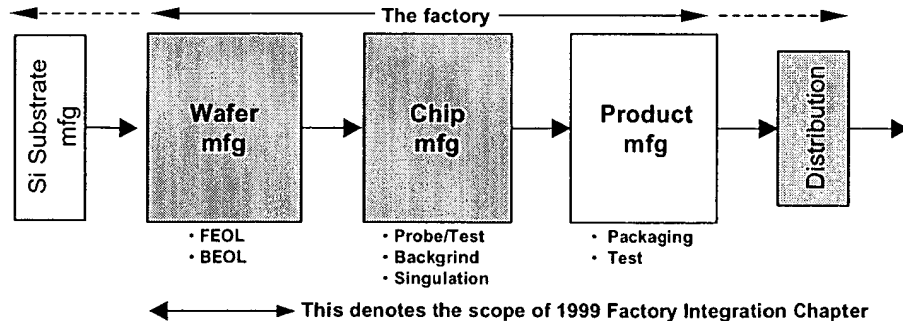 The factory
Si Substrate
mfg
Wafer
mfg
Chip
mfg
Product
mfg
Distribution
· FEOL
· BEOL
· Probe/Test
· Backgrind
· Singulation
· Packaging
· Test
This denotes the scope of 1999 Factory Integration Chapter